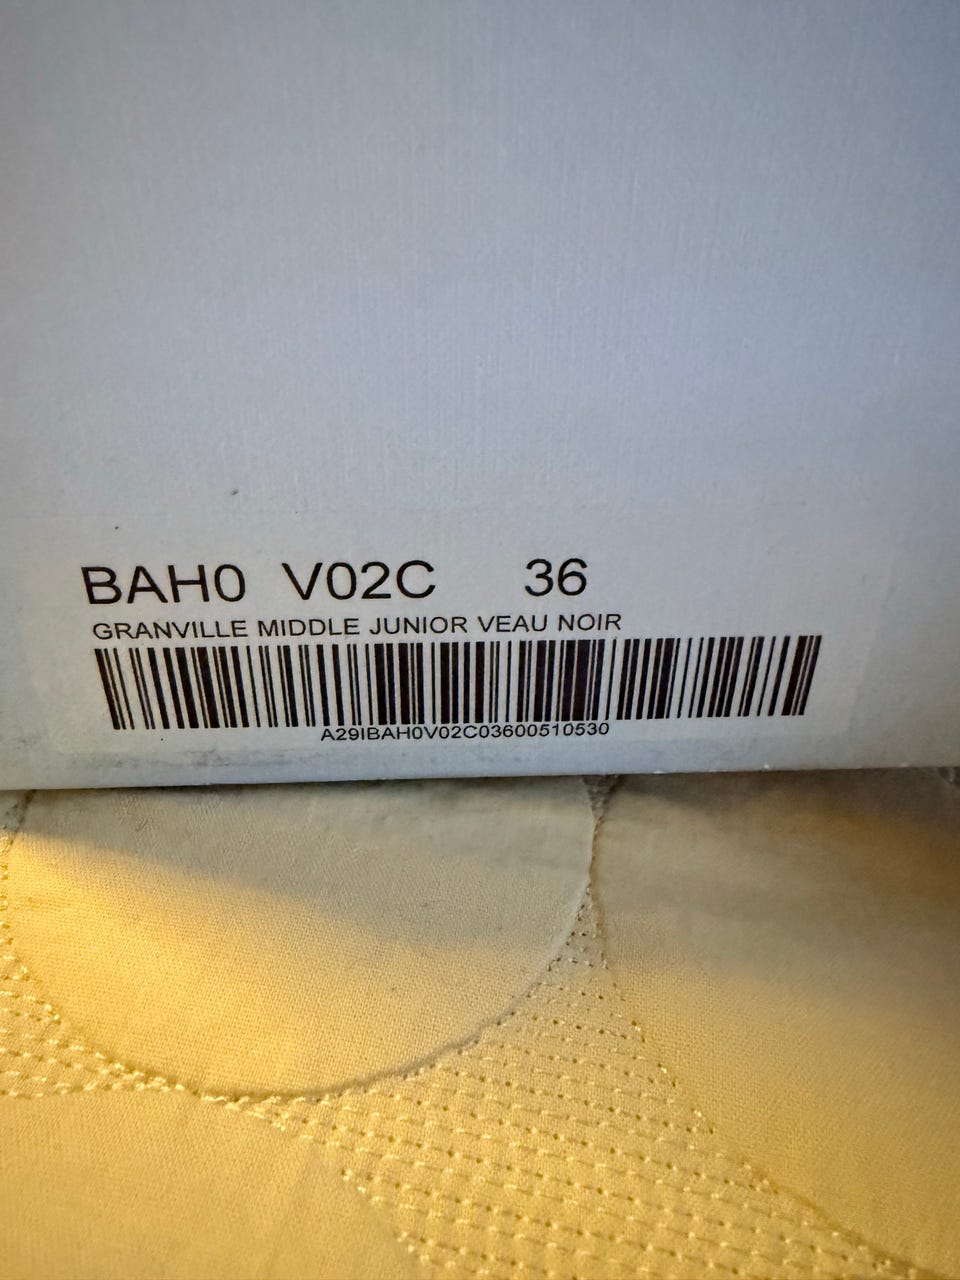 BAH0 V02C 36
GRANVILLE MIDDLE JUNIOR VEAU NOIR
A29IBAH0V02C03600510530